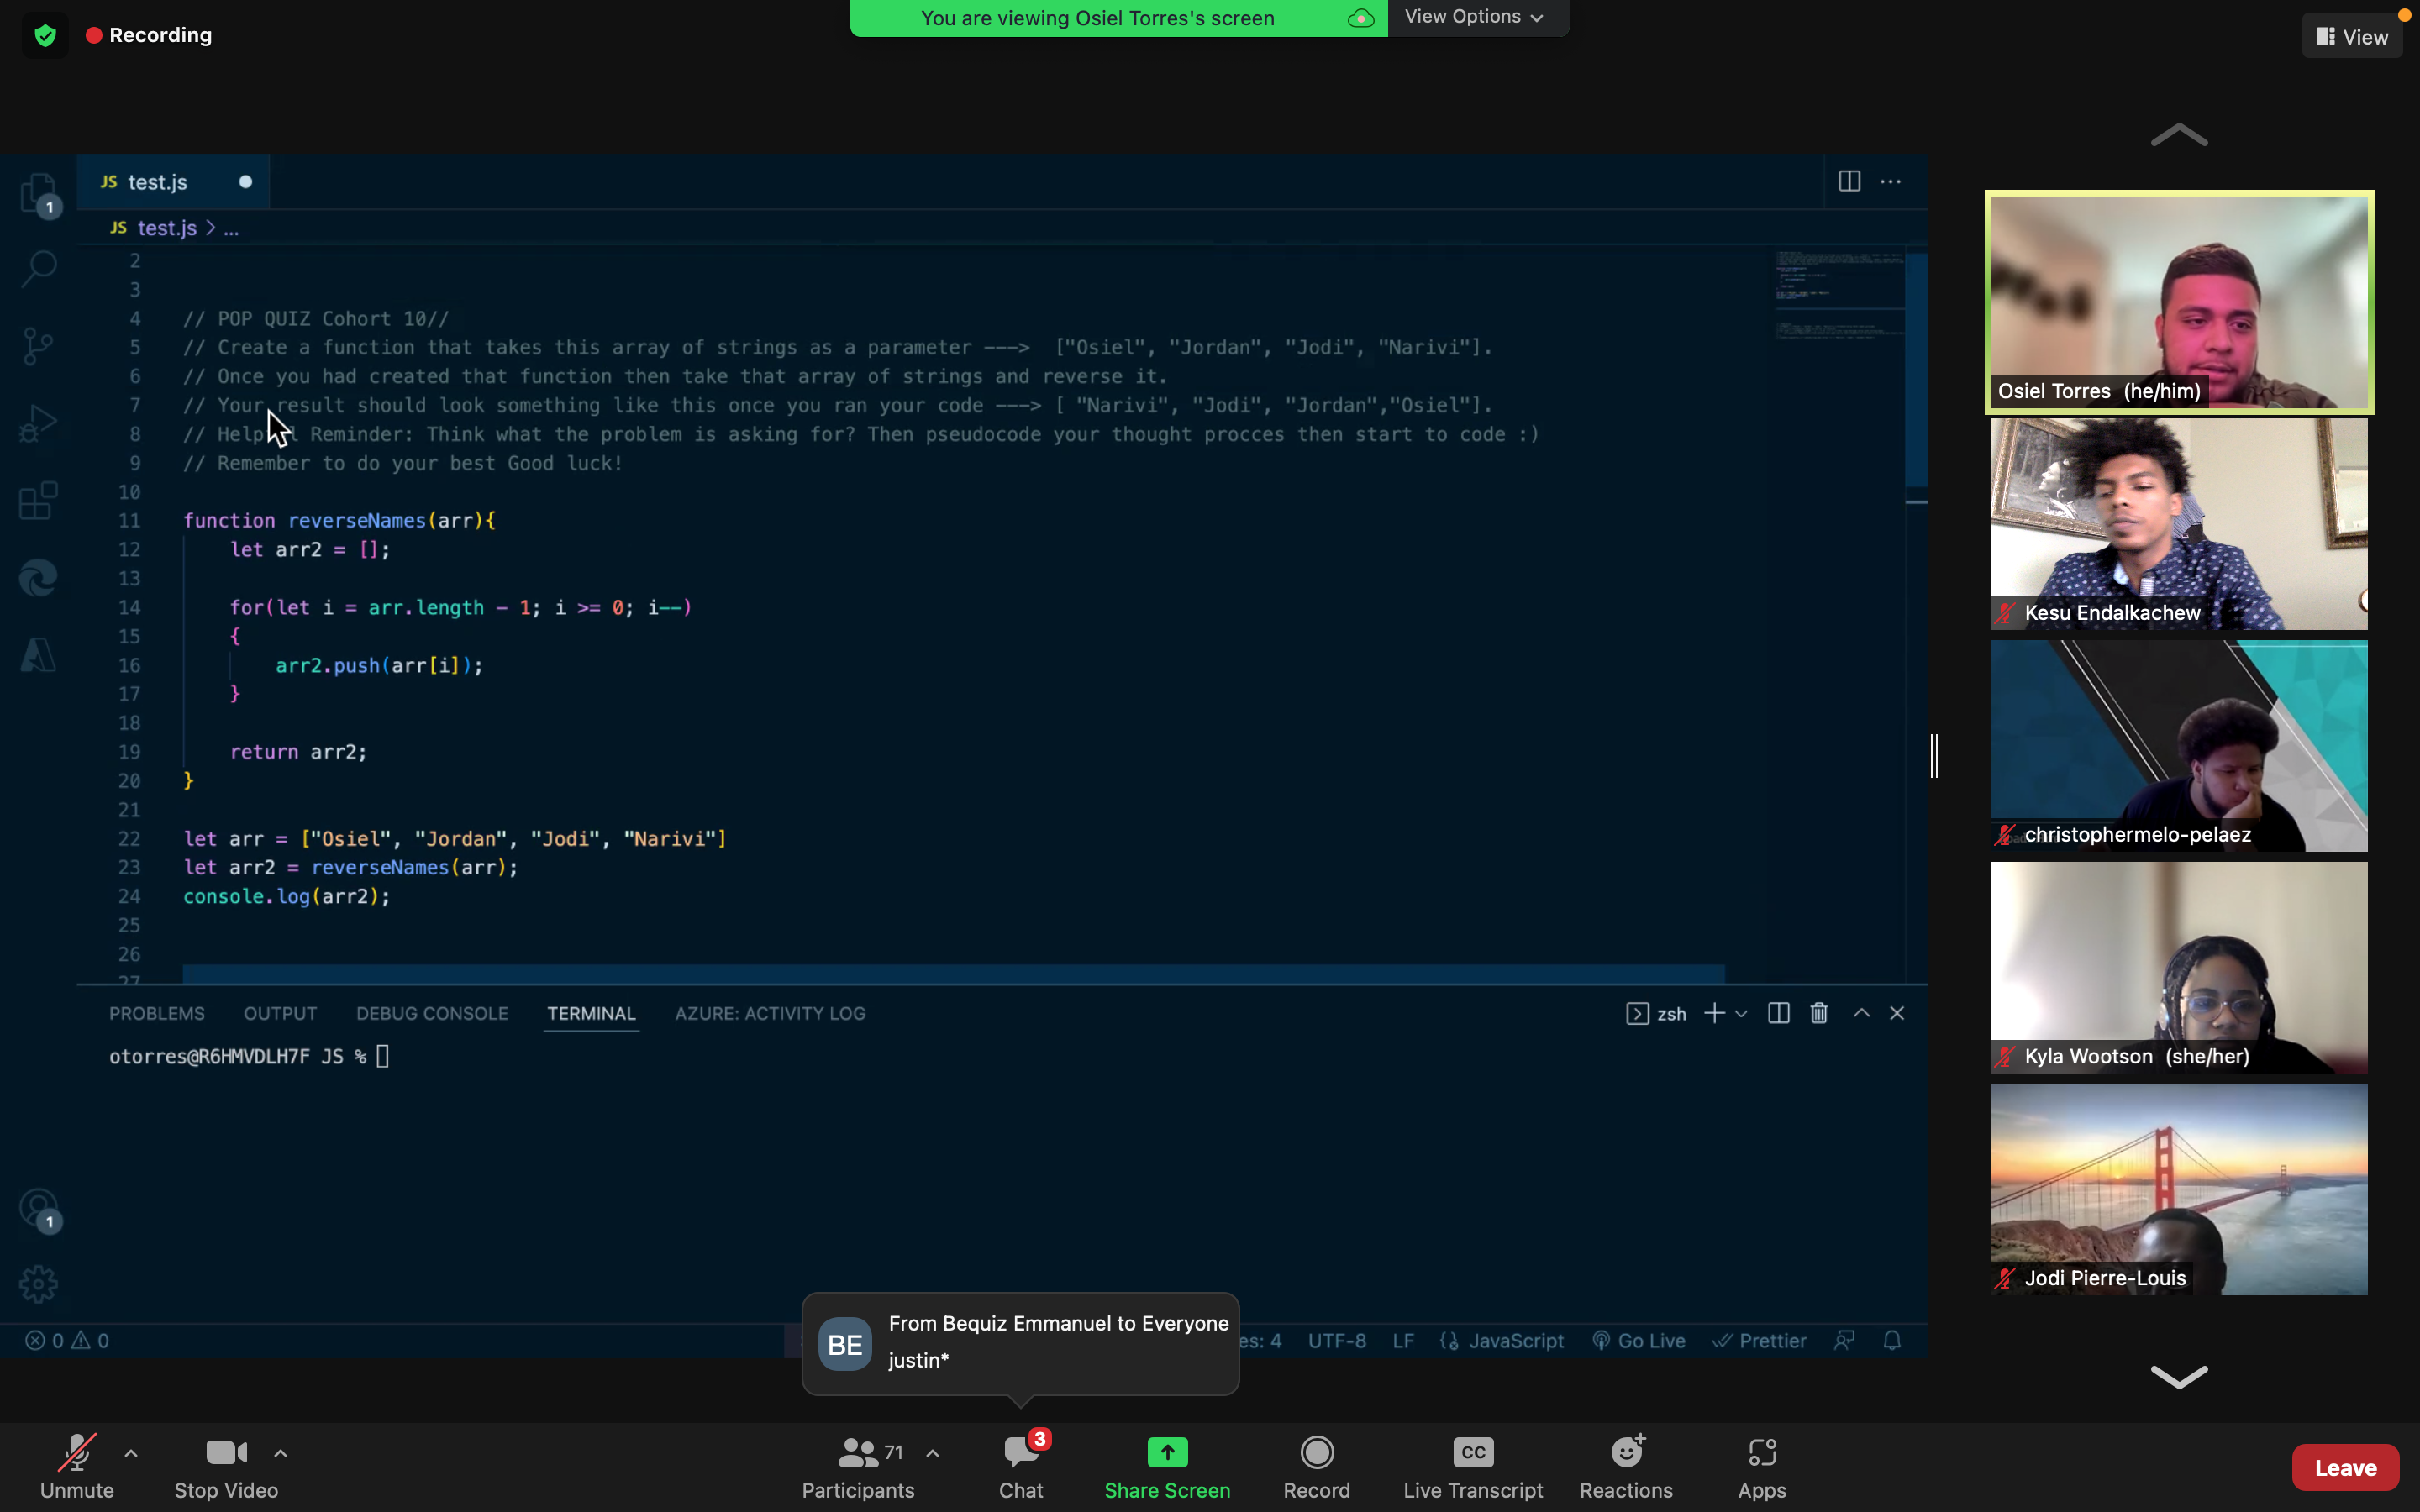 Recording
You are viewing Osiel Torres's screen
View Options
View
JS test.js
1
JS test.js > ...
2
3
4 // POP QUIZ Cohort 10//
5 // Create a function that takes this array of strings as a parameter ---> ["Osiel", "Jordan", "Jodi", "Narivi"].
6 // Once you had created that function then take that array of strings and reverse it.
7 // Your result should look something like this once you ran your code ---> [ "Narivi", "Jodi", "Jordan","Osiel"].
8 // Help l Reminder: Think what the problem is asking for? Then pseudocode your thought procces then start to code :)
9 // Remember to do your best Good luck!
10
11 function reverseNames(arr){
12 let arr2 = [];
13
14 for(let i = arr.length - 1; i >= 0; i--)
15 {
16 arr2.push(arr[i]);
17 }
18
19 return arr2;
20 }
21
22 let arr = ["Osiel", "Jordan", "Jodi", "Narivi"]
23 let arr2 = reverseNames(arr);
24 console.log(arr2);
25
26
27
PROBLEMS OUTPUT DEBUG CONSOLE TERMINAL AZURE: ACTIVITY LOG
zsh
otorres@R6HMVDLH7F JS %
1
0 0
es: 4 UTF-8 LF JavaScript Go Live Prettier
BE
From Bequiz Emmanuel to Everyone
justin*
Osiel Torres (he/him)
Kesu Endalkachew
christophermelo-pelaez
Kyla Wootson (she/her)
Jodi Pierre-Louis
71
3
CC
Unmute
Stop Video
Participants
Chat
Share Screen
Record
Live Transcript
Reactions
Apps
Leave